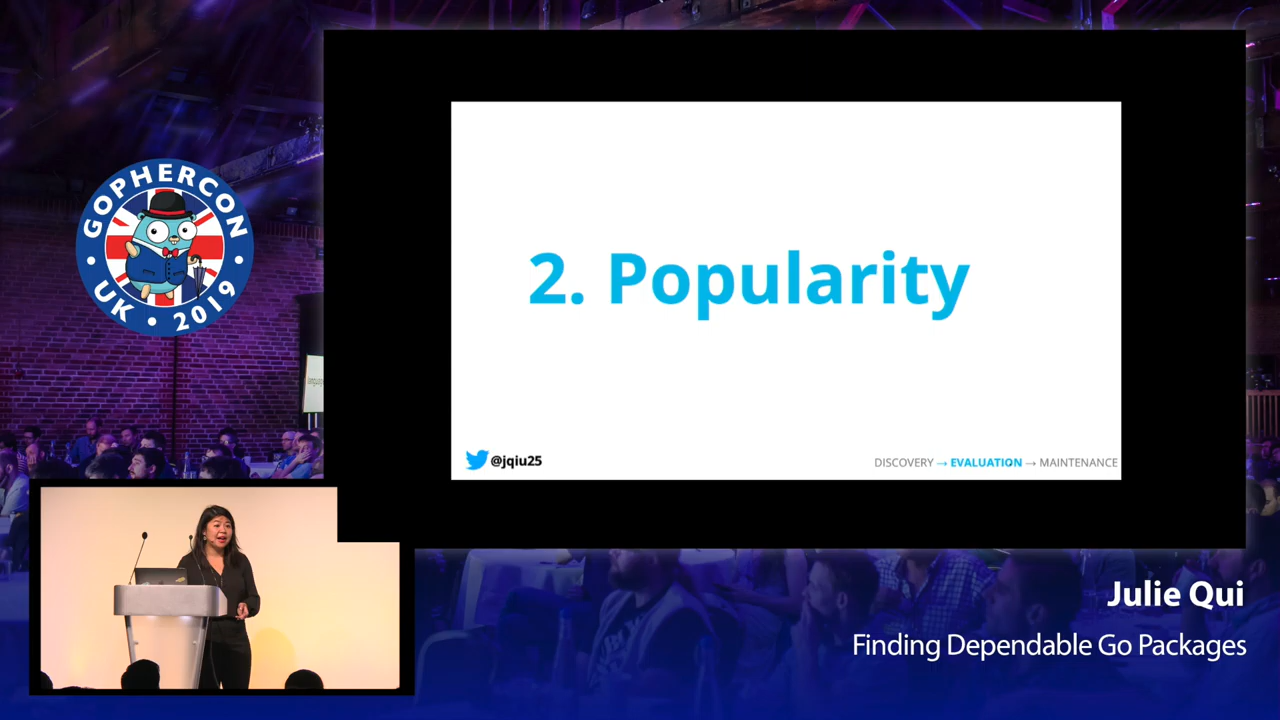 GOPHERCON
UK • 2019
2. Popularity
@jqiu25
DISCOVERY → EVALUATION → MAINTENANCE
Julie Qui
Finding Dependable Go Packages